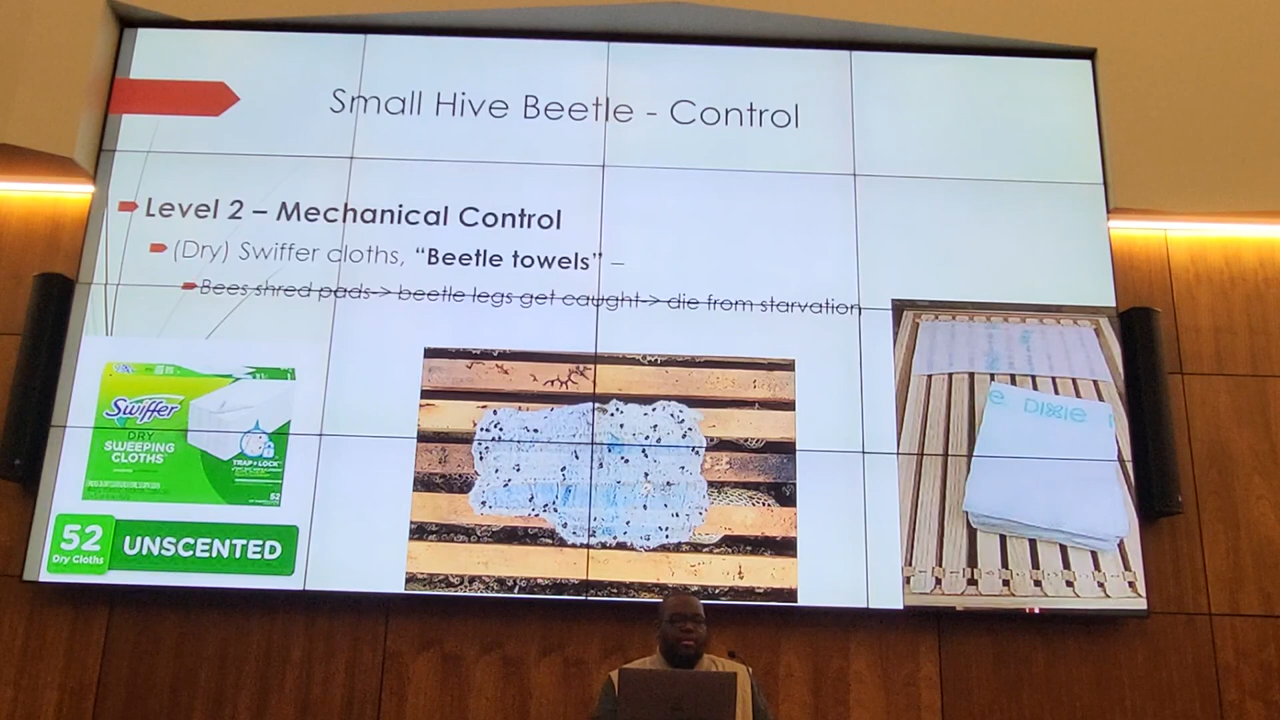 Small Hive Beetle - Control
Level 2 – Mechanical Control
(Dry) Swiffer cloths, “Beetle towels” –
Bees shred pads-> beetle legs get caught-> die from starvation
Swiffer
DRY
SWEEPING
CLOTHS
TRAP + LOCK
52
52
Dry Cloths
UNSCENTED
e DIXIE